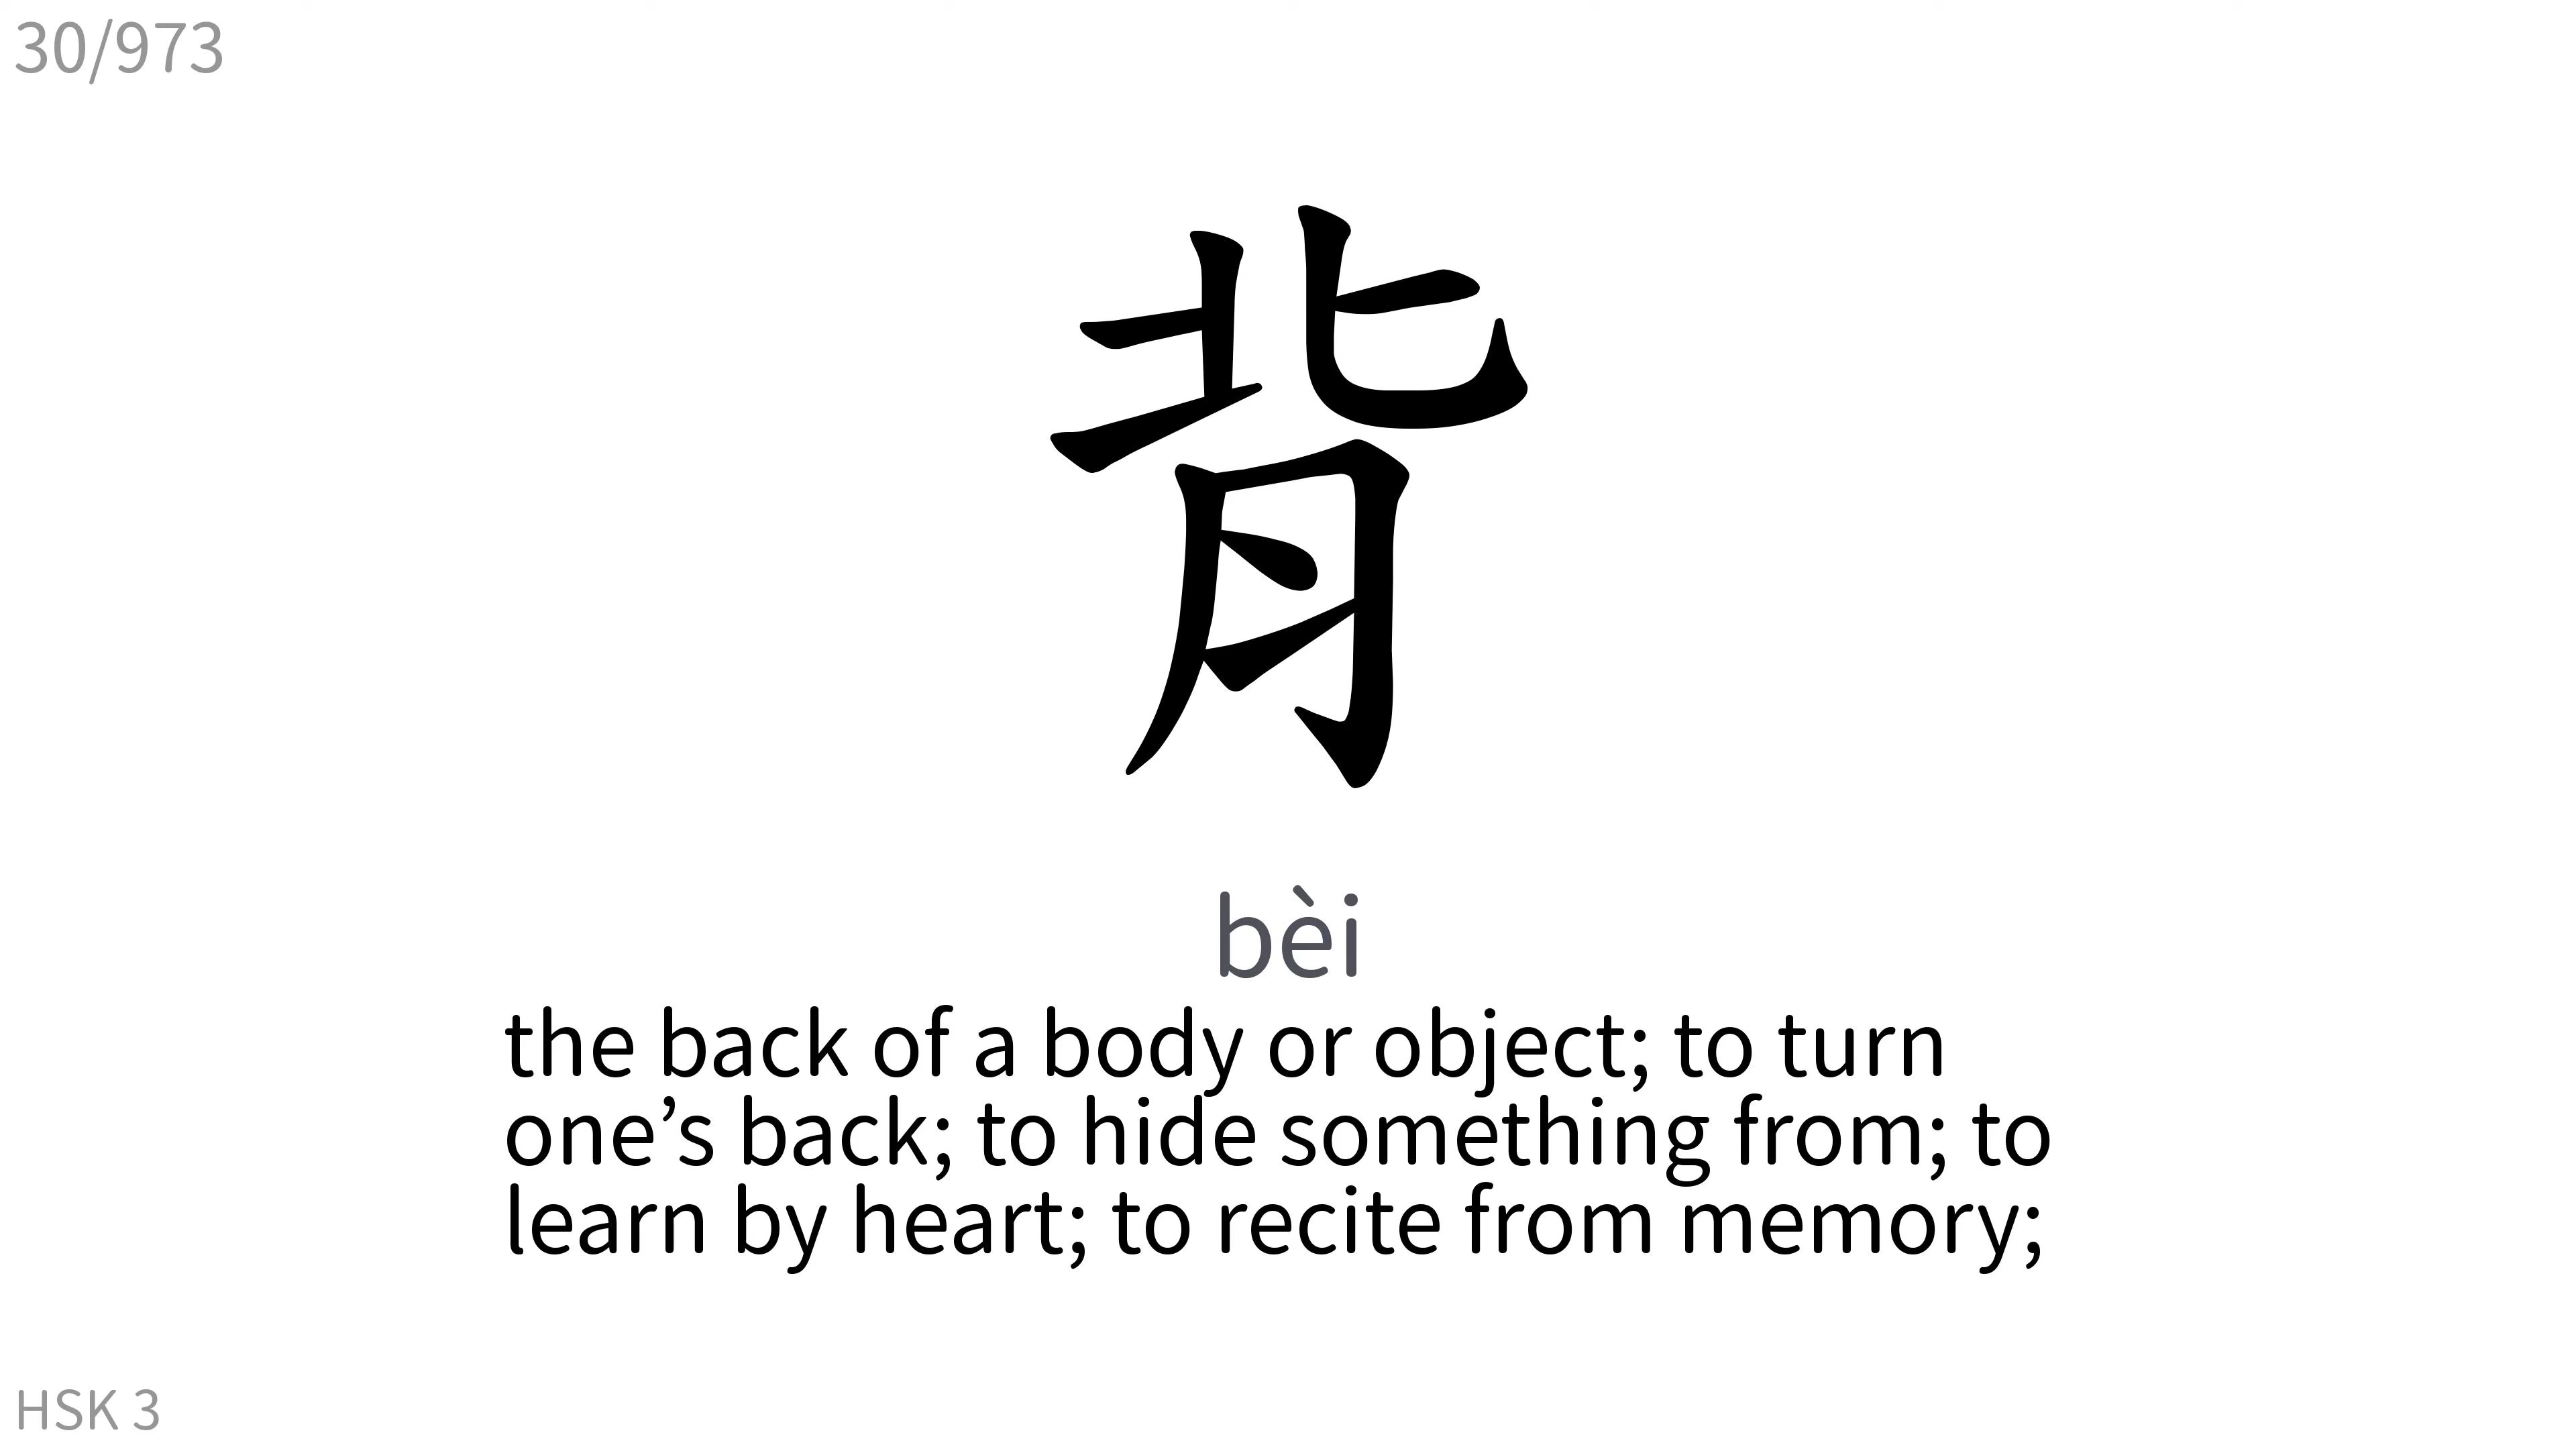 30/973
背
bèi
the back of a body or object; to turn
one’s back; to hide something from; to
learn by heart; to recite from memory;
HSK 3